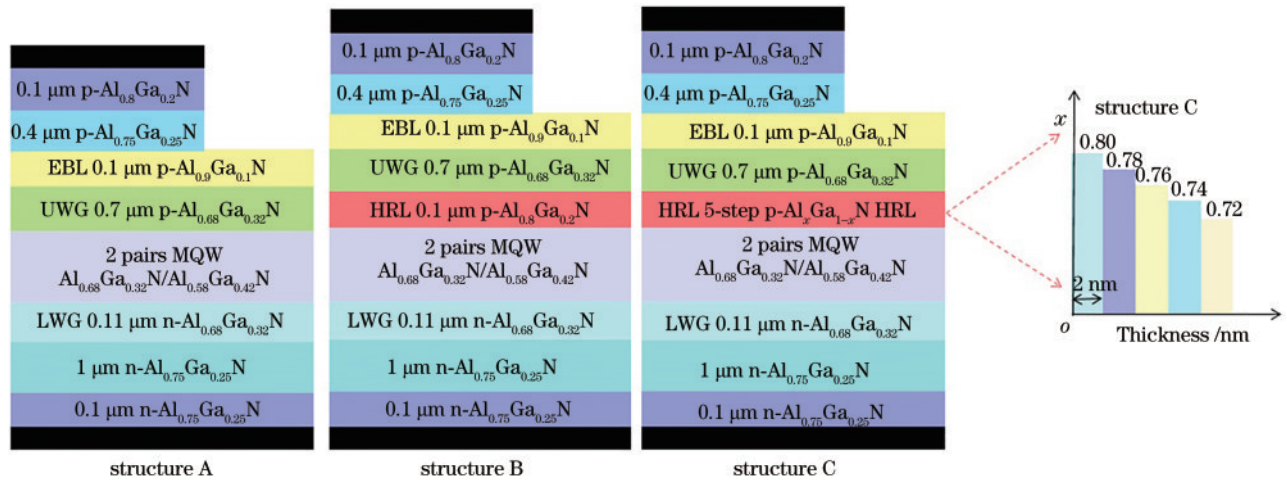 0.1 μm p-Al0.8Ga0.2N
0.4 μm p-Al0.75Ga0.25N
EBL 0.1 μm p-Al0.9Ga0.1N
UWG 0.7 μm p-Al0.68Ga0.32N
2 pairs MQW
Al0.68Ga0.32N/Al0.58Ga0.42N
LWG 0.11 μm n-Al0.68Ga0.32N
1 μm n-Al0.75Ga0.25N
0.1 μm n-Al0.75Ga0.25N
structure A
0.1 μm p-Al0.8Ga0.2N
0.4 μm p-Al0.75Ga0.25N
EBL 0.1 μm p-Al0.9Ga0.1N
UWG 0.7 μm p-Al0.68Ga0.32N
HRL 0.1 μm p-Al0.8Ga0.2N
2 pairs MQW
Al0.68Ga0.32N/Al0.58Ga0.42N
LWG 0.11 μm n-Al0.68Ga0.32N
1 μm n-Al0.75Ga0.25N
0.1 μm n-Al0.75Ga0.25N
structure B
0.1 μm p-Al0.8Ga0.2N
0.4 μm p-Al0.75Ga0.25N
EBL 0.1 μm p-Al0.9Ga0.1N
UWG 0.7 μm p-Al0.68Ga0.32N
HRL 5-step p-AlxGa1-xN HRL
2 pairs MQW
Al0.68Ga0.32N/Al0.58Ga0.42N
LWG 0.11 μm n-Al0.68Ga0.32N
1 μm n-Al0.75Ga0.25N
0.1 μm n-Al0.75Ga0.25N
structure C
structure C
x
0.80
0.78
0.76
0.74
0.72
2 nm
o
Thickness /nm